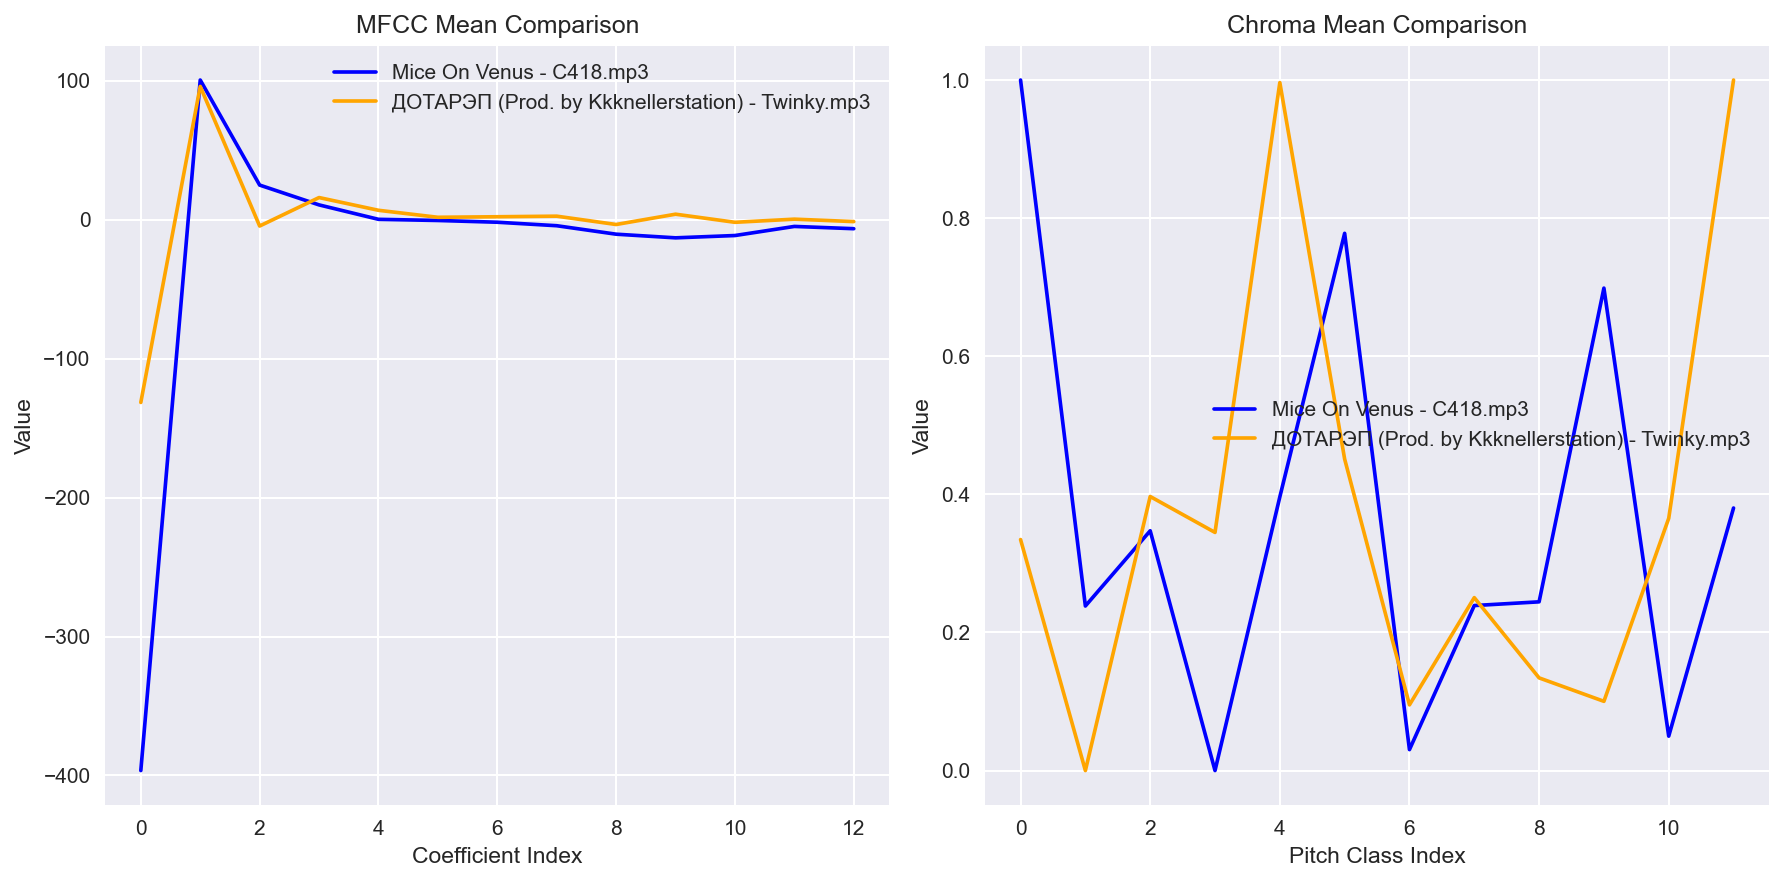 MFCC Mean Comparison
Mice On Venus - C418.mp3
ДОТАРЭП (Prod. by Kkknellerstation) - Twinky.mp3
100
0
−100
−200
−300
−400
Value
0 2 4 6 8 10 12
Coefficient Index
Chroma Mean Comparison
1.0
0.8
0.6
Mice On Venus - C418.mp3
ДОТАРЭП (Prod. by Kkknellerstation) - Twinky.mp3
0.4
0.2
0.0
Value
0 2 4 6 8 10
Pitch Class Index